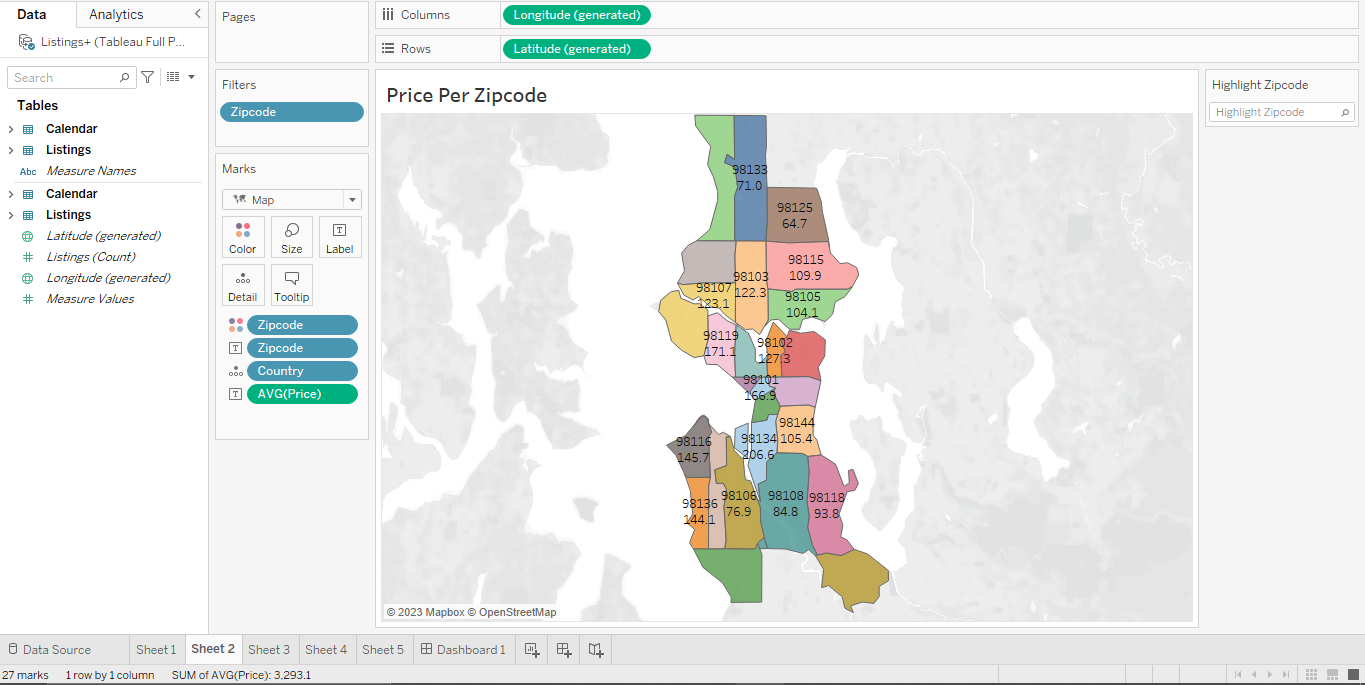 Data
Analytics
Listings+ (Tableau Full P...
Search
Tables
Calendar
Listings
Abc Measure Names
Calendar
Listings
Latitude (generated)
Listings (Count)
Longitude (generated)
Measure Values
Pages
Filters
Zipcode
Marks
Map
Color Size T Label
Detail Tooltip
Zipcode
T Zipcode
Country
T AVG(Price)
Columns
Longitude (generated)
Rows
Latitude (generated)
Price Per Zipcode
98133
71.0
98125
64.7
98115
109.9
98103
122.3
98107
123.1
98105
104.1
98119
171.1
98102
127.3
98101
166.9
98144
105.4
98116
145.7
98134
206.6
98136
144.1
98106
76.9
98108
84.8
98118
93.8
© 2023 Mapbox © OpenStreetMap
Highlight Zipcode
Highlight Zipcode
Data Source
Sheet 1
Sheet 2
Sheet 3
Sheet 4
Sheet 5
Dashboard 1
27 marks 1 row by 1 column SUM of AVG(Price): 3,293.1